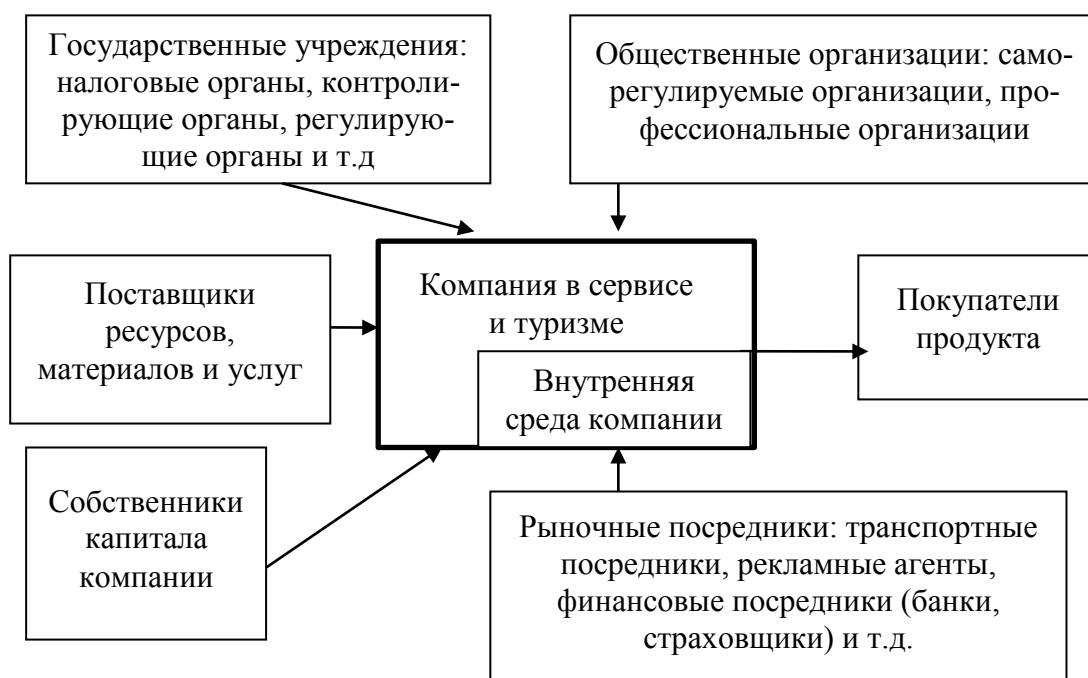 Государственные учреждения:
налоговые органы, контроли-
рующие органы, регулирую-
щие органы и т.д
Общественные организации: само-
регулируемые организации, про-
фессиональные организации
Поставщики
ресурсов,
материалов и услуг
Компания в сервисе
и туризме
Внутренняя
среда компании
Покупатели
продукта
Собственники
капитала
компании
Рыночные посредники: транспортные
посредники, рекламные агенты,
финансовые посредники (банки,
страховщики) и т.д.